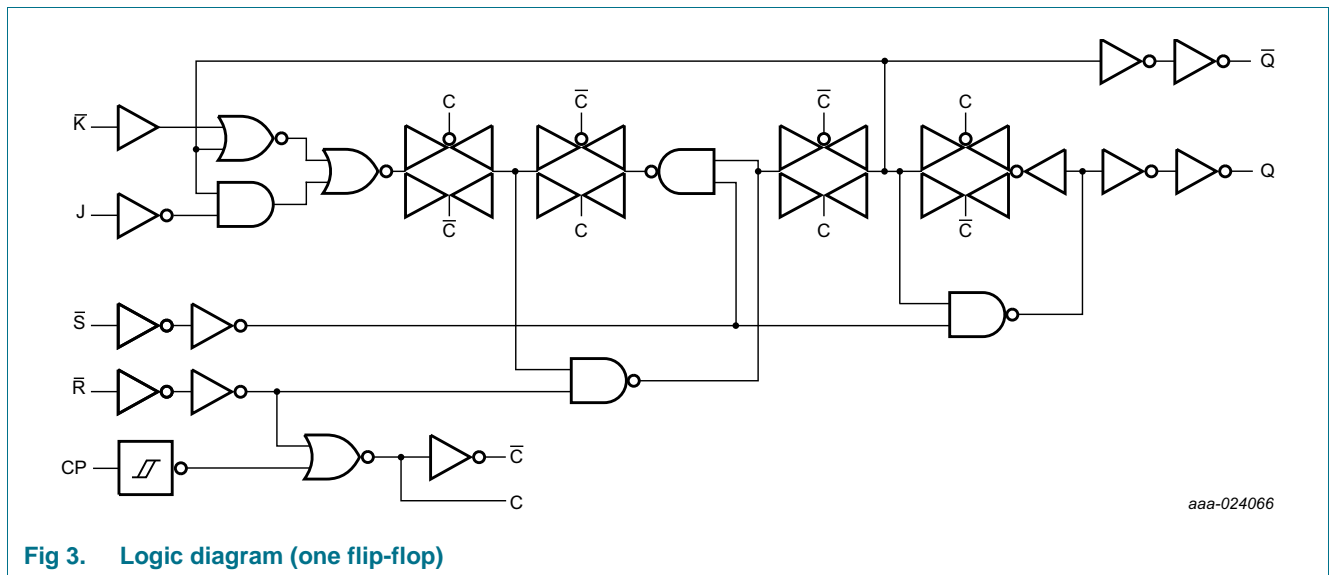 Q̅
C
C̅
C̅
C
K̅
Q
J
C̅
C
C
C̅
S̅
R̅
CP
C̅
C
aaa-024066
Fig 3. Logic diagram (one flip-flop)